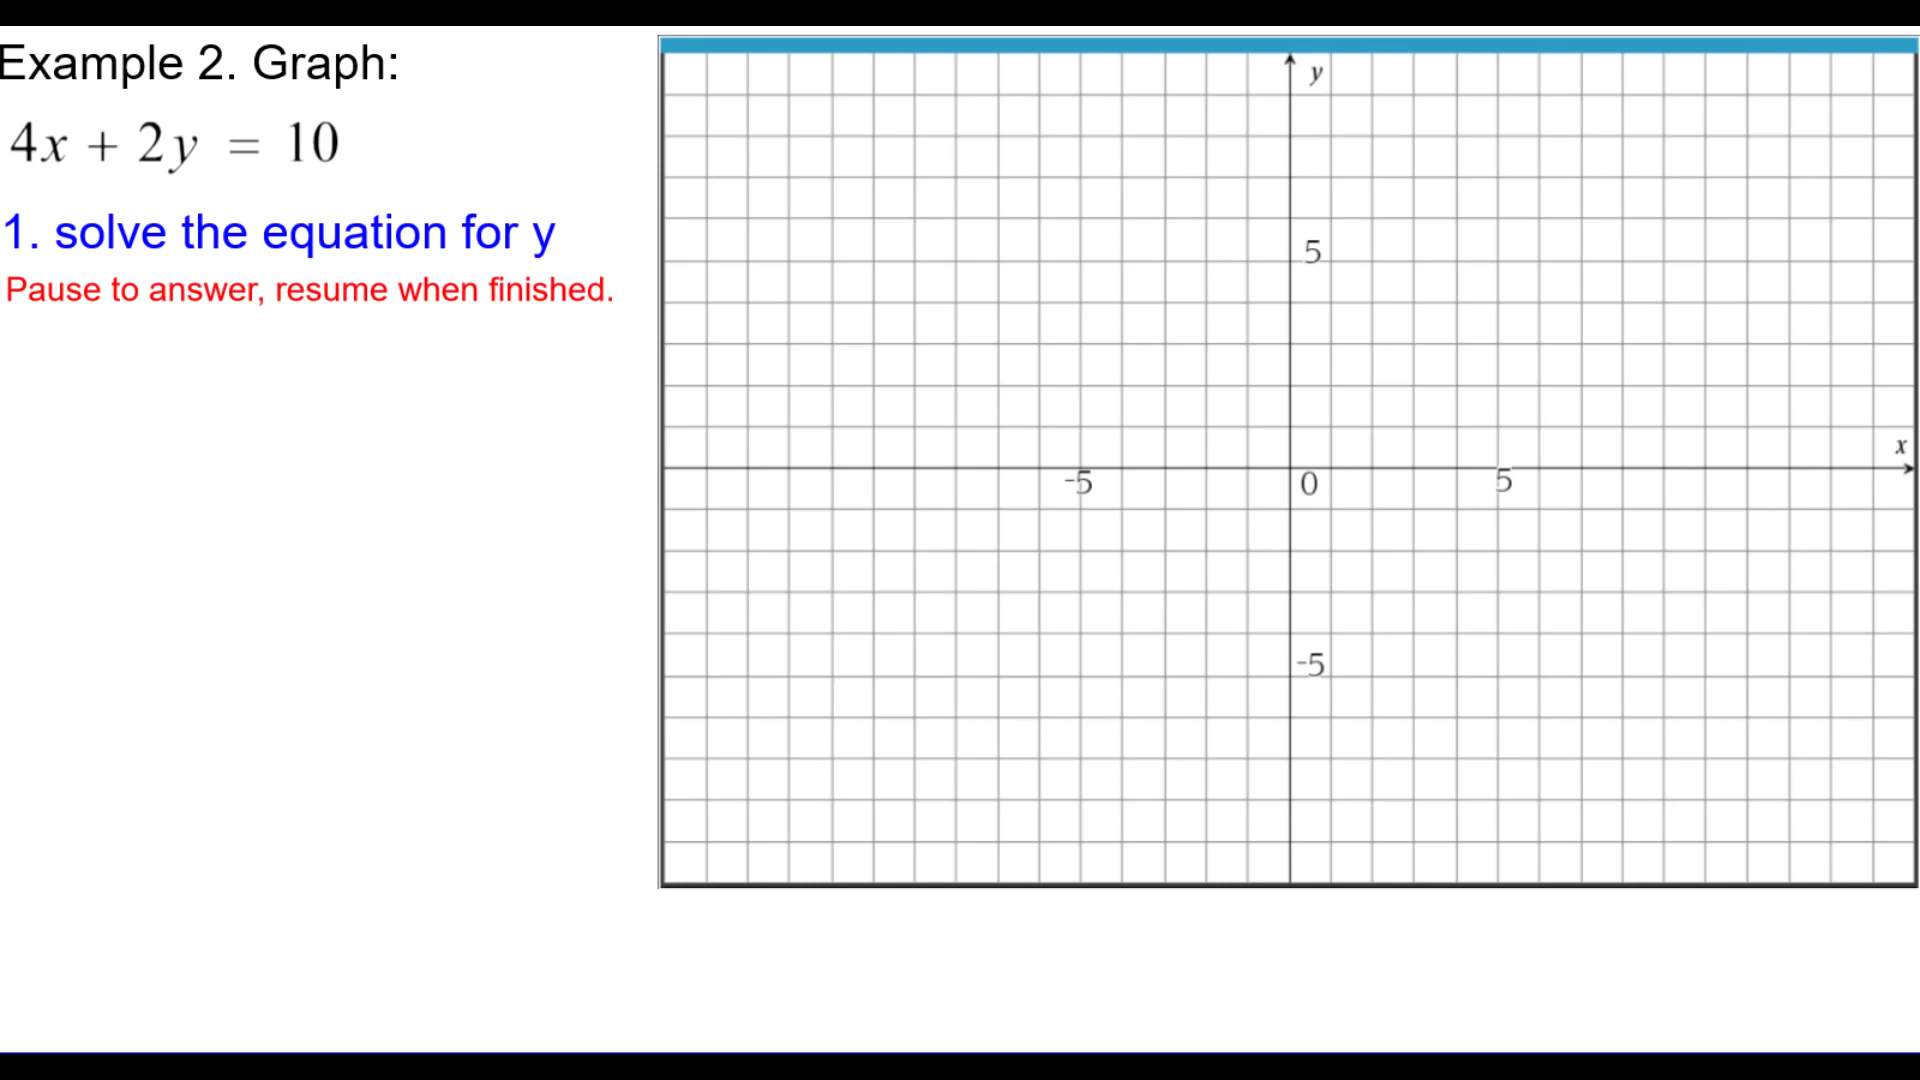 Example 2. Graph:
4x + 2y = 10
1. solve the equation for y
Pause to answer, resume when finished.
y
5
x
-5 0 5
-5